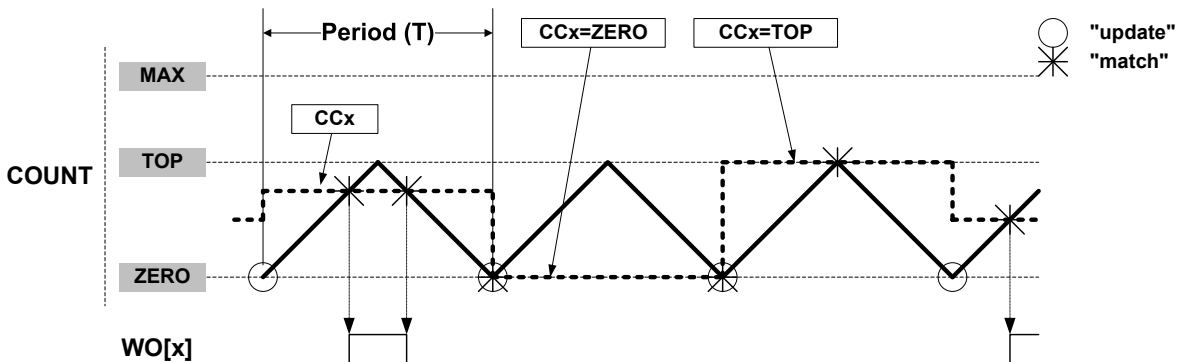 Period (T)
CCx=ZERO
CCx=TOP
"update"
"match"
MAX
CCx
TOP
COUNT
ZERO
WO[x]